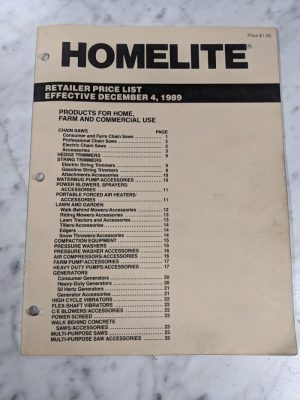 Price $1.00
HOMELITE®
RETAILER PRICE LIST
EFFECTIVE DECEMBER 4, 1989
PRODUCTS FOR HOME,
FARM AND COMMERCIAL USE
CHAIN SAWS PAGE
Consumer and Farm Chain Saws 1
Professional Chain Saws 2
Electric Chain Saws 2
Accessories 3
HEDGE TRIMMERS 8
STRING TRIMMERS
Electric String Trimmers 9
Gasoline String Trimmers 9
Attachments/Accessories 9
WATERBUG PUMP/ACCESSORIES 11
POWER BLOWERS, SPRAYERS/
ACCESSORIES 11
PORTABLE FORCED AIR HEATERS/
ACCESSORIES 11
LAWN AND GARDEN
Walk-Behind Mowers/Accessories 12
Riding Mowers/Accessories 13
Lawn Tractors and Accessories 13
Tillers/Accessories 14
Edgers 14
Snow Throwers/Accessories 14
COMPACTION EQUIPMENT 15
PRESSURE WASHERS 15
PRESSURE WASHER ACCESSORIES 15
AIR COMPRESSORS/ACCESSORIES 16
FARM PUMP/ACCESSORIES 17
HEAVY DUTY PUMPS/ACCESSORIES 17
GENERATORS
Consumer Generators 20
Heavy-Duty Generators 20
50 Hertz Generators 21
Generator Accessories 21
HIGH CYCLE VIBRATORS 22
FLEX-SHAFT VIBRATORS 22
C/E BLOWERS/ACCESSORIES 22
POWER SCREED 23
WALK BEHIND CONCRETE
SAWS/ACCESSORIES 23
MULTI-PURPOSE SAWS 23
MULTI-PURPOSE SAW ACCESSORIES 25